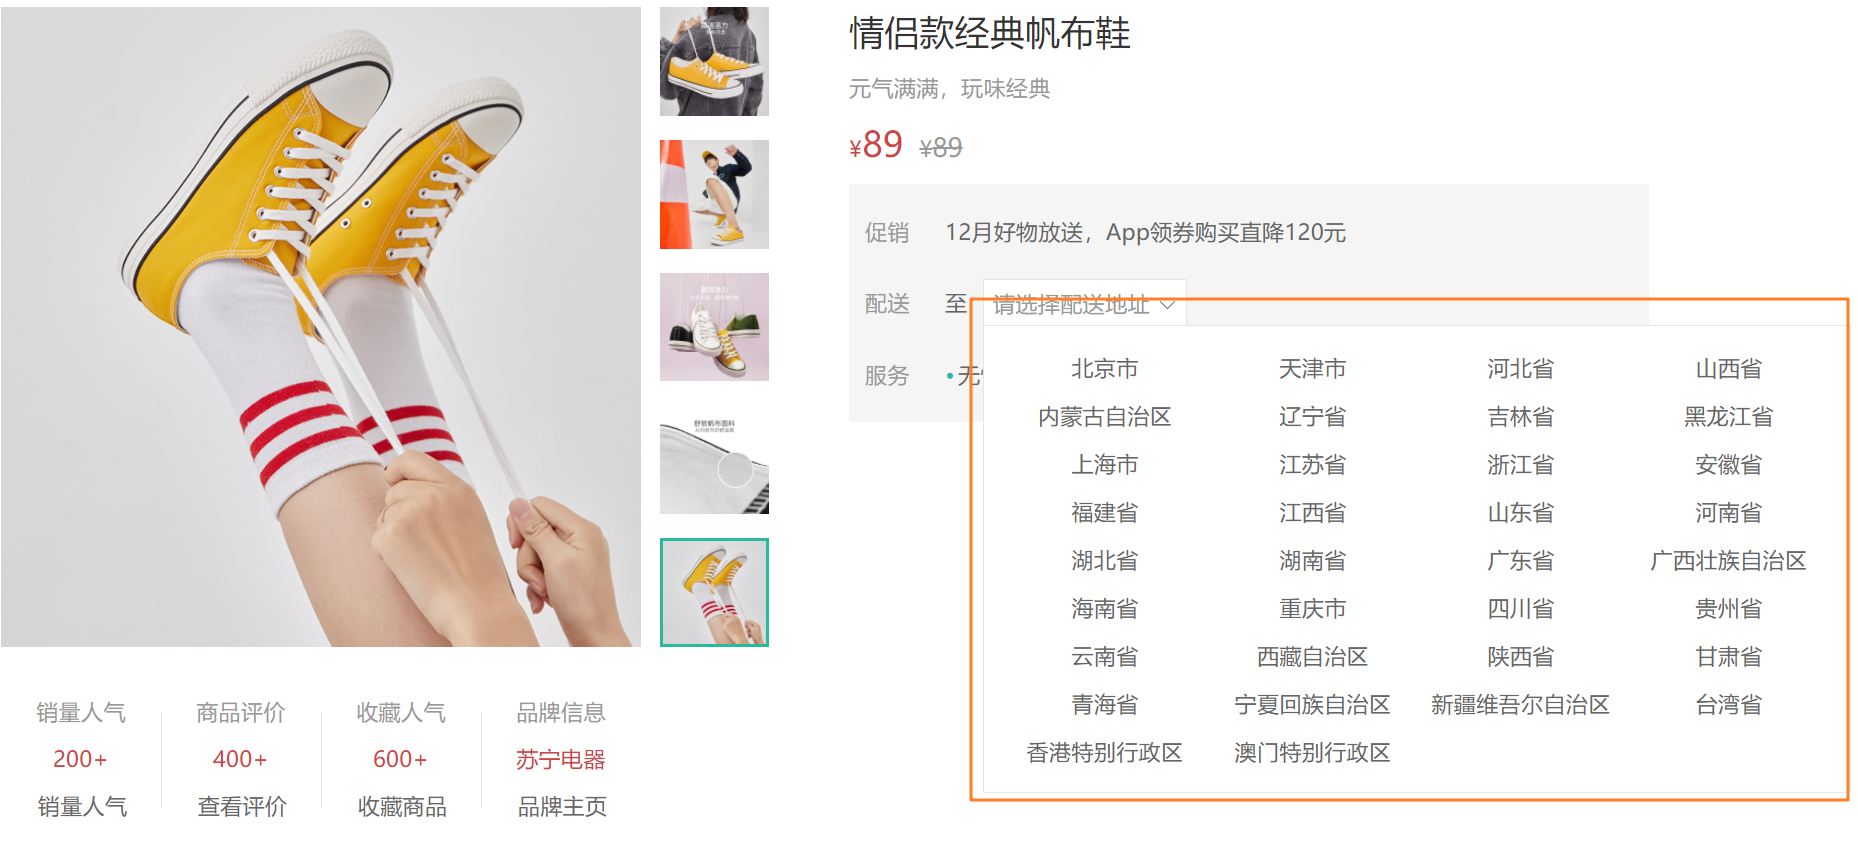 情侣款经典帆布鞋
元气满满，玩味经典
¥89 ¥89
促销 12月好物放送，App领券购买直降120元
配送 至 请选择配送地址
服务 •无
北京市 天津市 河北省 山西省
内蒙古自治区 辽宁省 吉林省 黑龙江省
上海市 江苏省 浙江省 安徽省
福建省 江西省 山东省 河南省
湖北省 湖南省 广东省 广西壮族自治区
海南省 重庆市 四川省 贵州省
云南省 西藏自治区 陕西省 甘肃省
青海省 宁夏回族自治区 新疆维吾尔自治区 台湾省
香港特别行政区 澳门特别行政区
舒软帆布面料
销量人气 商品评价 收藏人气 品牌信息
200+ 400+ 600+ 苏宁电器
销量人气 查看评价 收藏商品 品牌主页